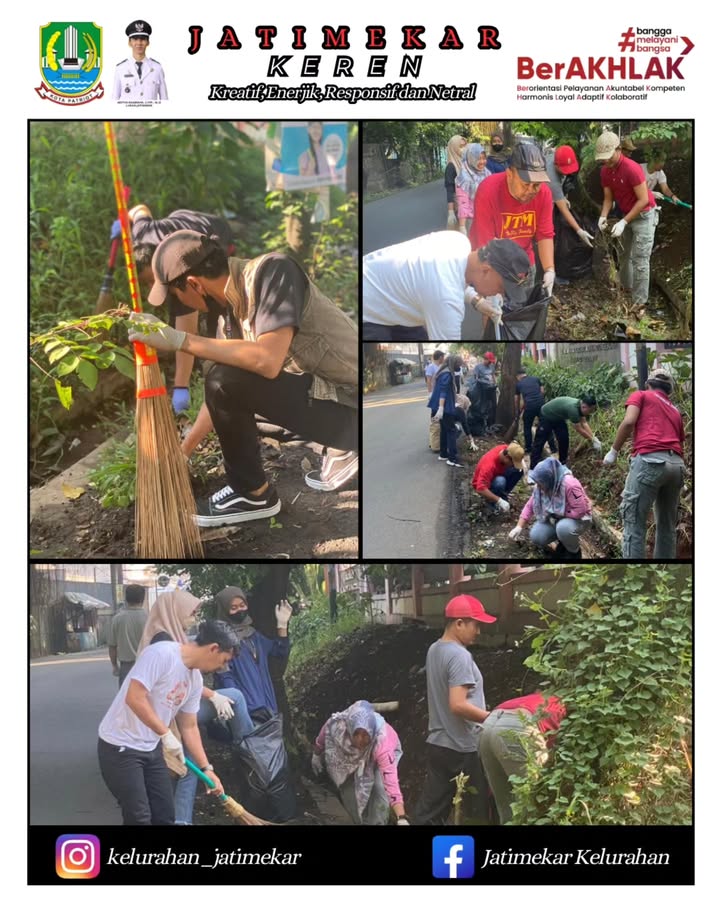 JATIMEKAR
KEREN
Kreatif,Enerjik, Responsif dan Netral
KOTA PATRIOT
#bangga
melayani
bangsa
BerAKHLAK
Berorientasi Pelayanan Akuntabel Kompeten
Harmonis Loyal Adaptif Kolaboratif
JTM
kelurahan_jatimekar
Jatimekar Kelurahan